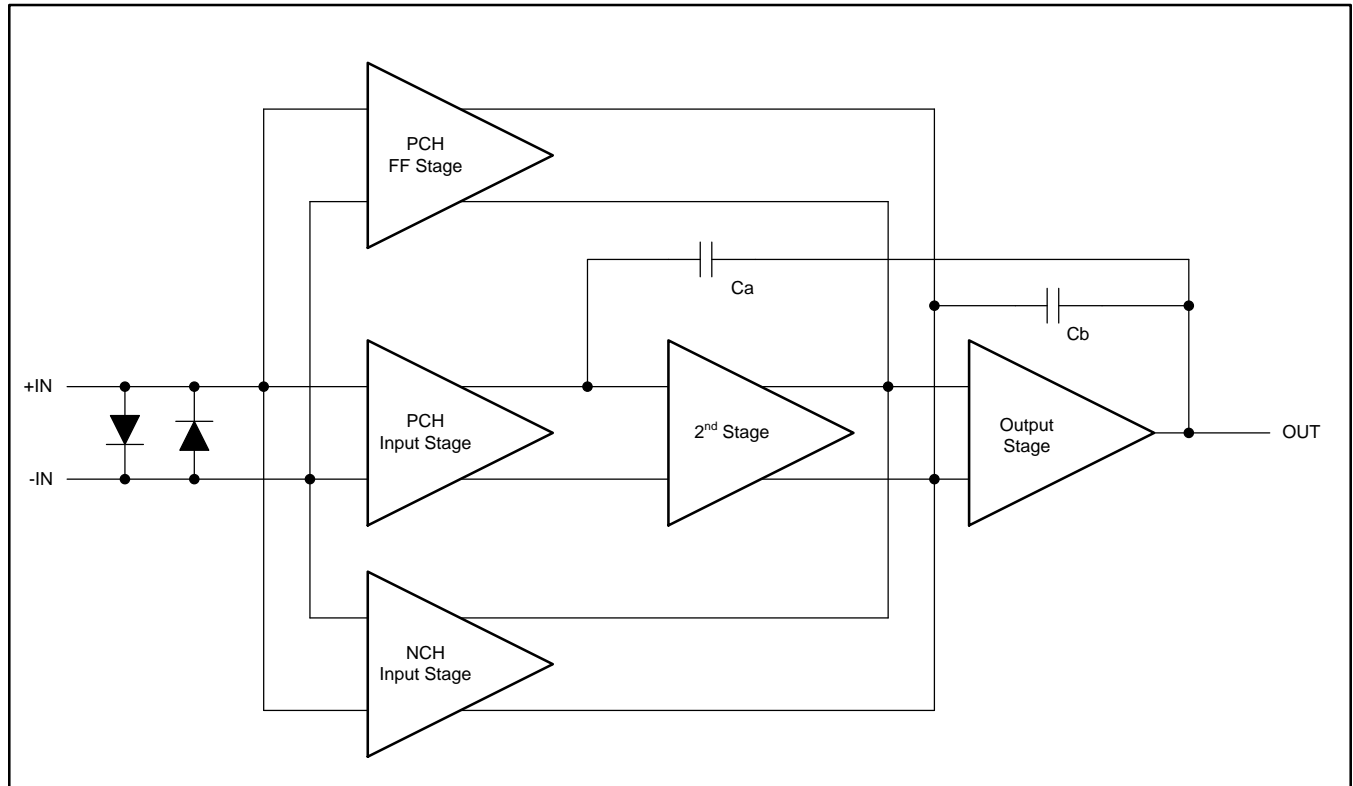 PCH
FF Stage
Ca
Cb
+IN
-IN
PCH
Input Stage
2nd Stage
Output
Stage
OUT
NCH
Input Stage